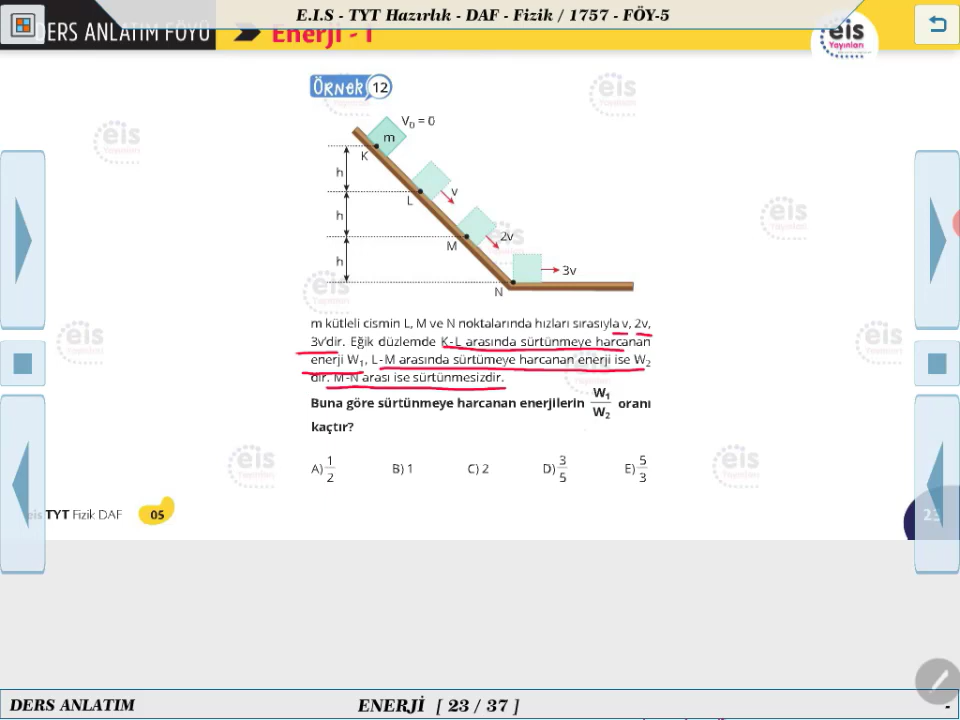 E.I.S - TYT Hazırlık - DAF - Fizik / 1757 - FÖY-5
DERS ANLATIM FÖYÜ
Enerji - 1
eis
Yayınları
ÖRNEK 12
V₀ = 0
m
K
h
L
v
h
M
2v
h
3v
N
m kütleli cismin L, M ve N noktalarında hızları sırasıyla v, 2v,
3v'dir. Eğik düzlemde K-L arasında sürtünmeye harcanan
enerji W₁, L-M arasında sürtümeye harcanan enerji ise W₂
dir. M-N arası ise sürtünmesizdir.
Buna göre sürtünmeye harcanan enerjilerin W₁/W₂ oranı
kaçtır?
A) 1/2 B) 1 C) 2 D) 3/5 E) 5/3
eis TYT Fizik DAF 05
23
DERS ANLATIM
ENERJİ [ 23 / 37 ]
-